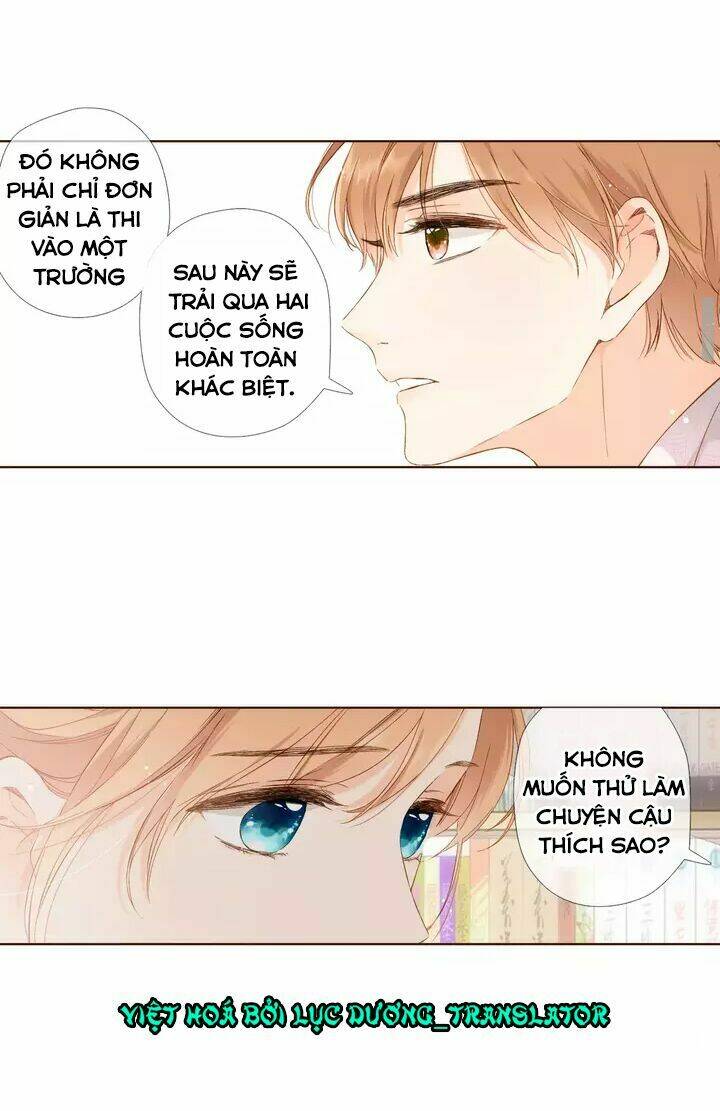 ĐÓ KHÔNG
PHẢI CHỈ ĐƠN
GIẢN LÀ THI
VÀO MỘT
TRƯỜNG
SAU NÀY SẼ
TRẢI QUA HAI
CUỘC SỐNG
HOÀN TOÀN
KHÁC BIỆT.
KHÔNG
MUỐN THỬ LÀM
CHUYỆN CẬU
THÍCH SAO?
VIỆT HOÁ BỞI LỤC DƯƠNG_TRANSLATOR